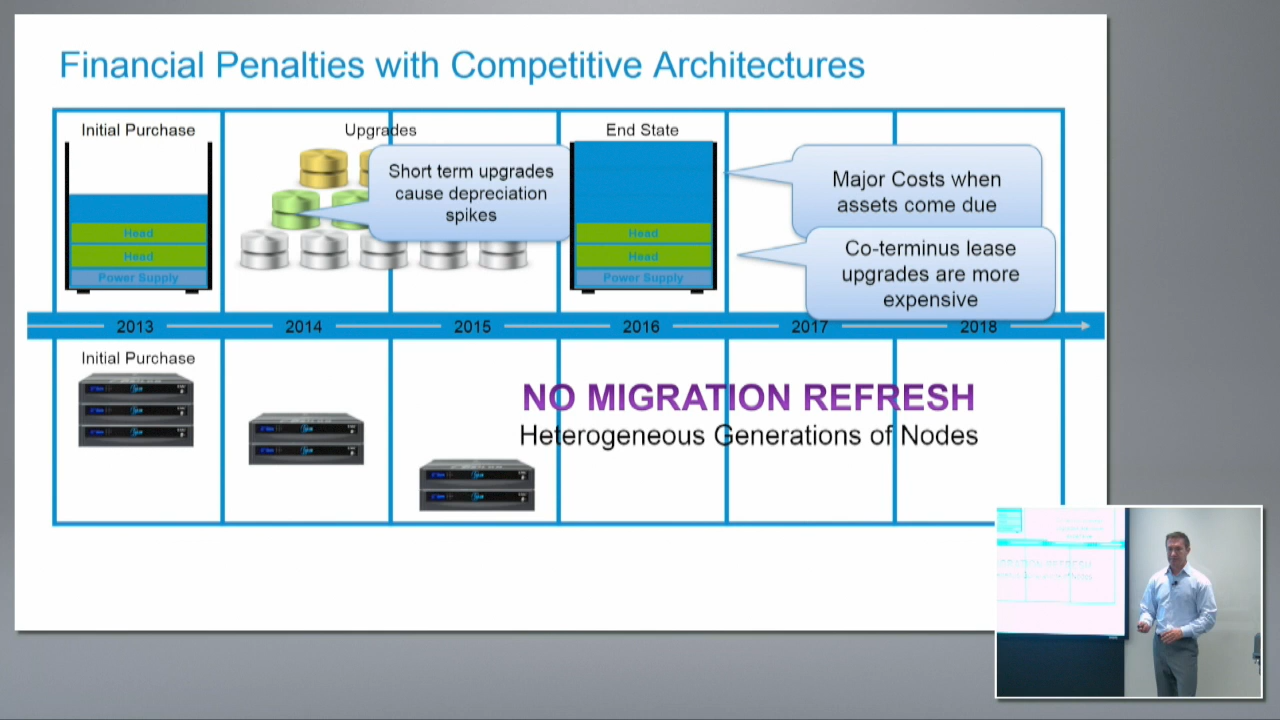 Financial Penalties with Competitive Architectures
Initial Purchase
Upgrades
End State
Head
Head
Power Supply
Short term upgrades
cause depreciation
spikes
Head
Head
Power Supply
Major Costs when
assets come due
Co-terminus lease
upgrades are more
expensive
2013
2014
2015
2016
2017
2018
Initial Purchase
NO MIGRATION REFRESH
Heterogeneous Generations of Nodes